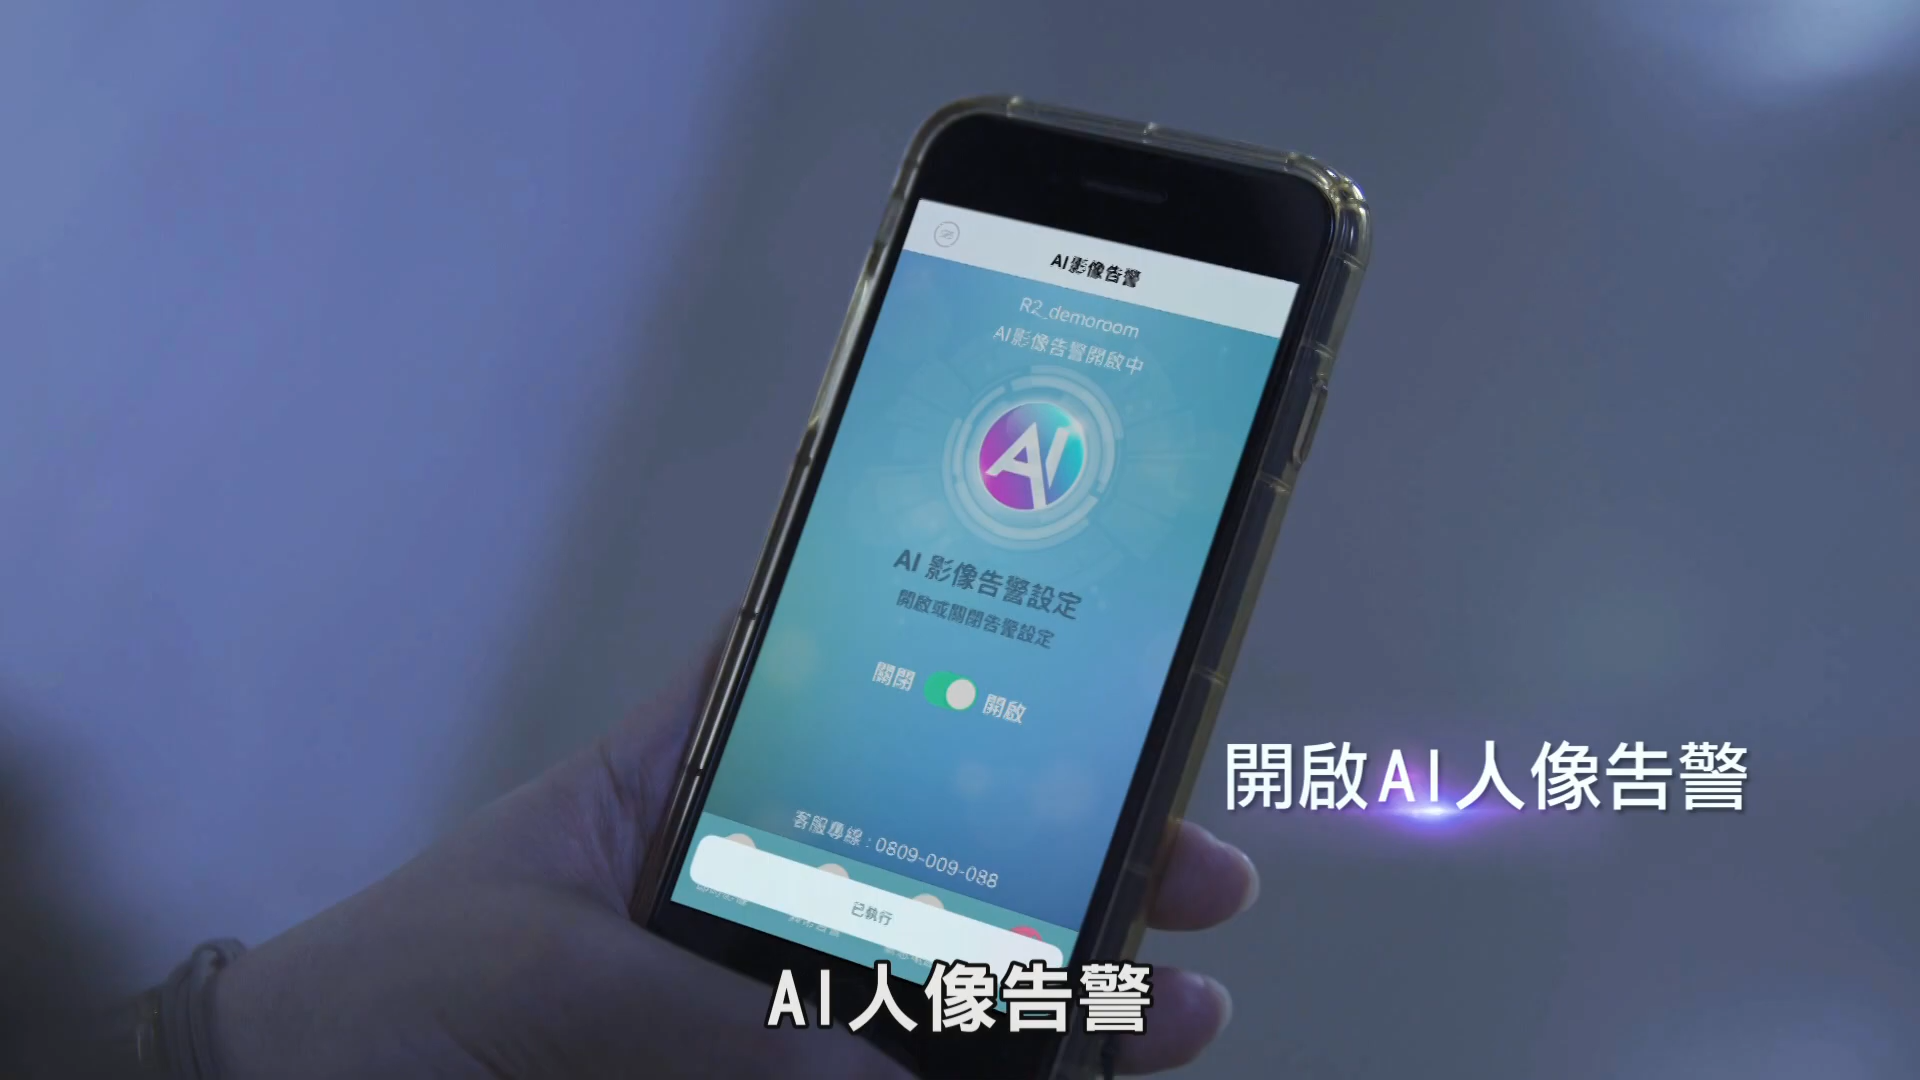 AI影像告警
R2_demoroom
AI影像告警開啟中
AI
AI 影像告警設定
開啟或關閉告警設定
關閉 開啟
開啟AI人像告警
客服專線：0809-009-088
已執行
AI人像告警